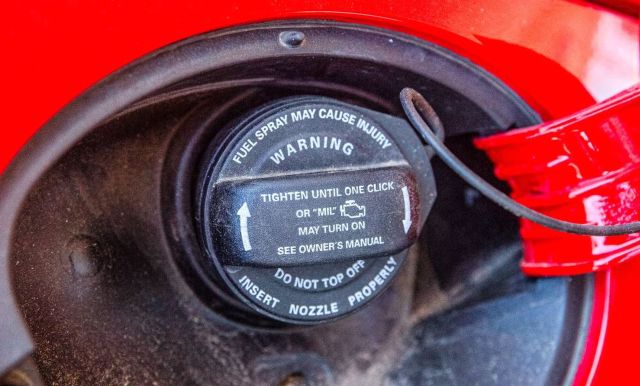 FUEL SPRAY MAY CAUSE INJURY
WARNING
TIGHTEN UNTIL ONE CLICK
OR "MIL"
MAY TURN ON
SEE OWNER'S MANUAL
DO NOT TOP OFF
INSERT NOZZLE PROPERLY